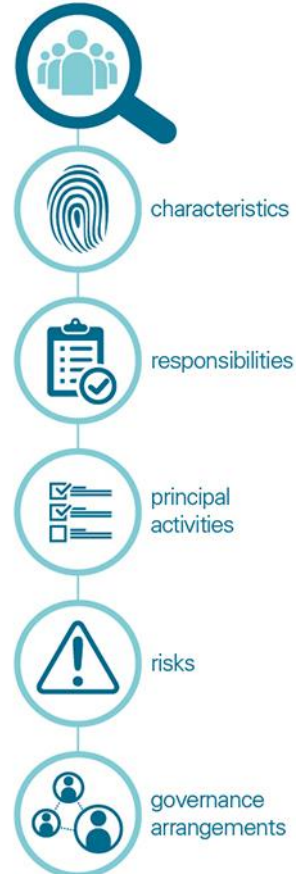 characteristics
responsibilities
principal
activities
risks
governance
arrangements